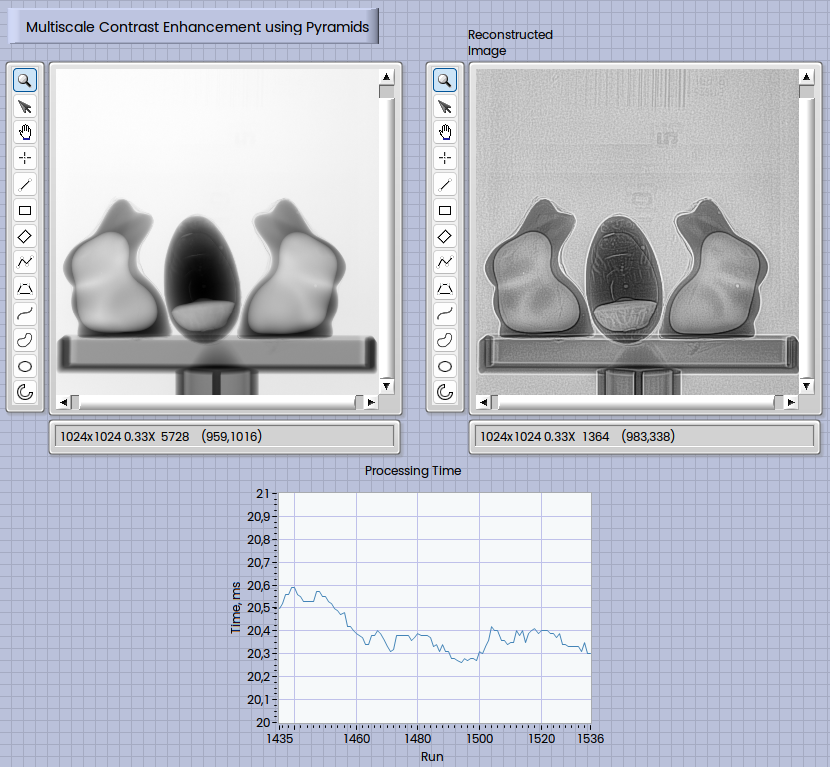 Multiscale Contrast Enhancement using Pyramids
Reconstructed
Image
1024x1024 0.33X 5728 (959,1016)
1024x1024 0.33X 1364 (983,338)
Processing Time
21
20,9
20,8
20,7
20,6
20,5
20,4
20,3
20,2
20,1
20
Time, ms
1435
1460
1480
1500
1520
1536
Run